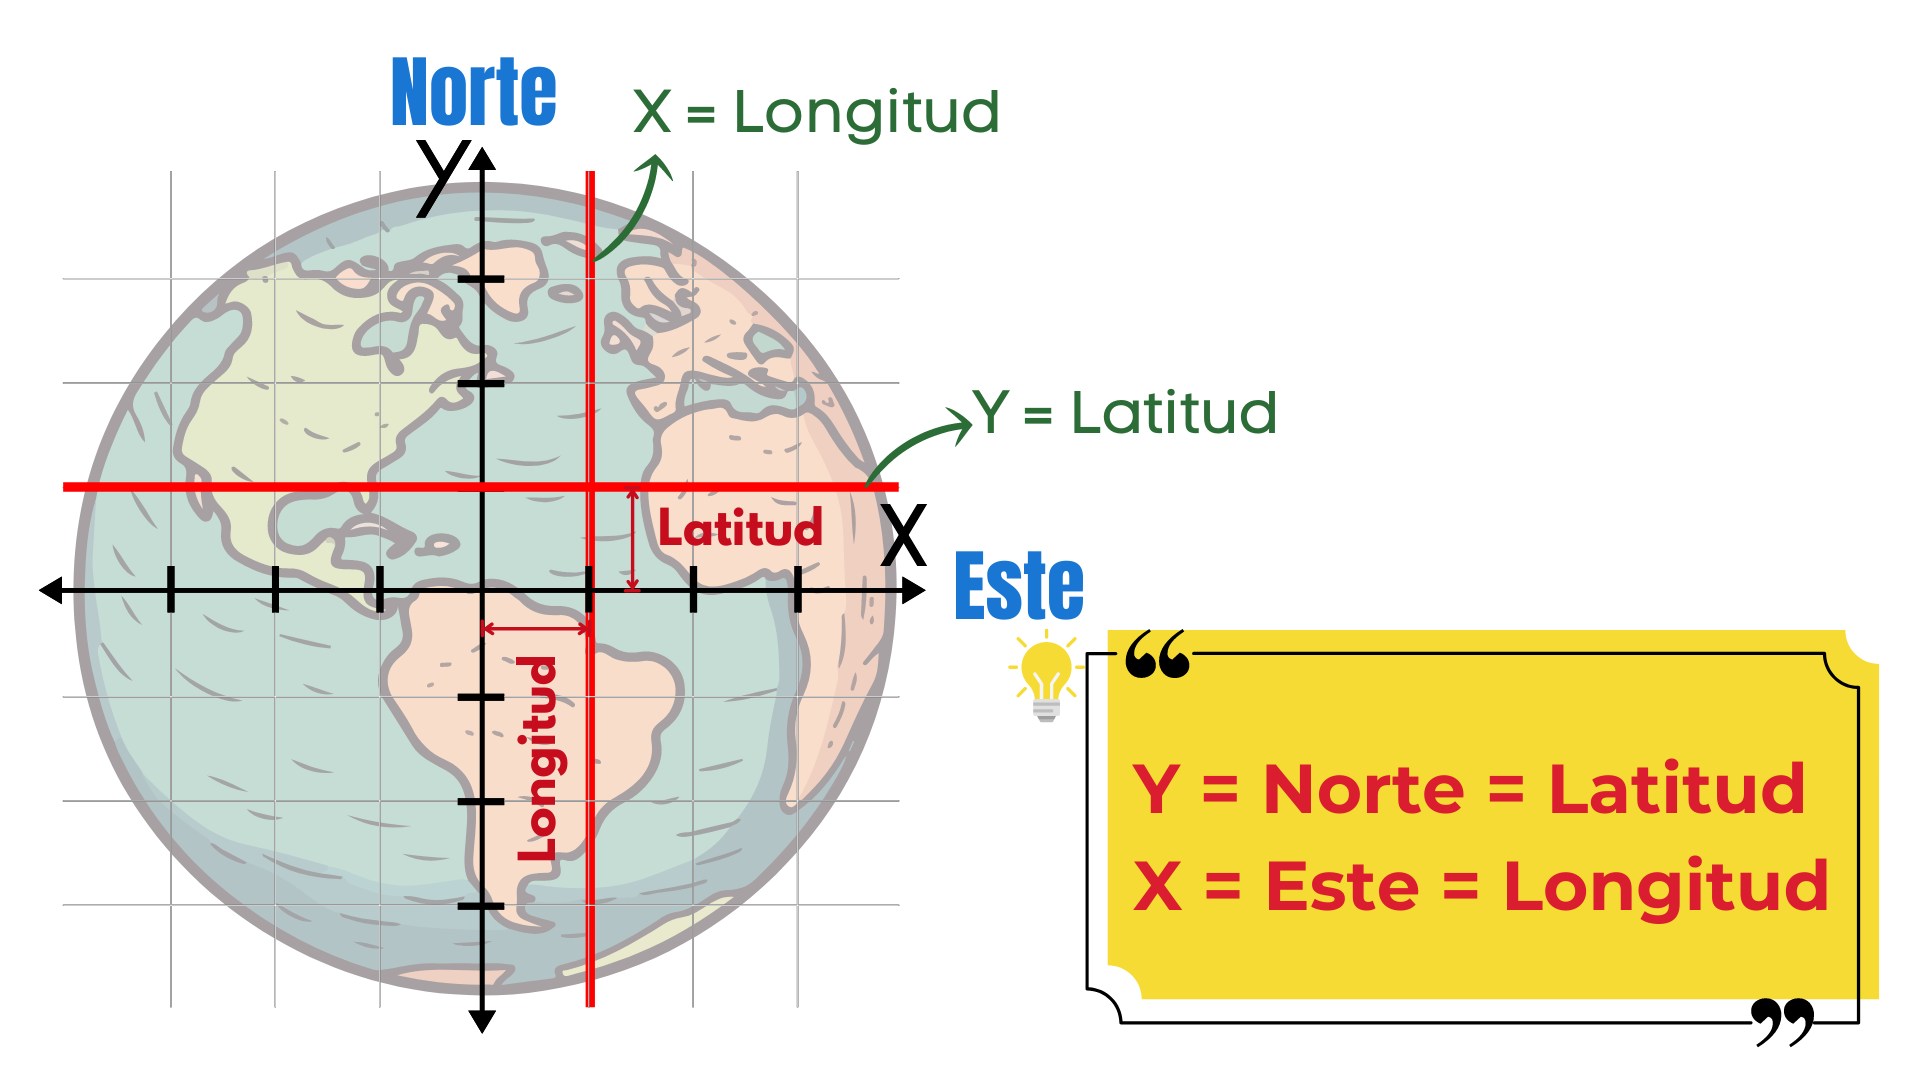 Norte
X = Longitud
Y
Y = Latitud
X
Latitud
Este
Longitud
“
Y = Norte = Latitud
X = Este = Longitud
”